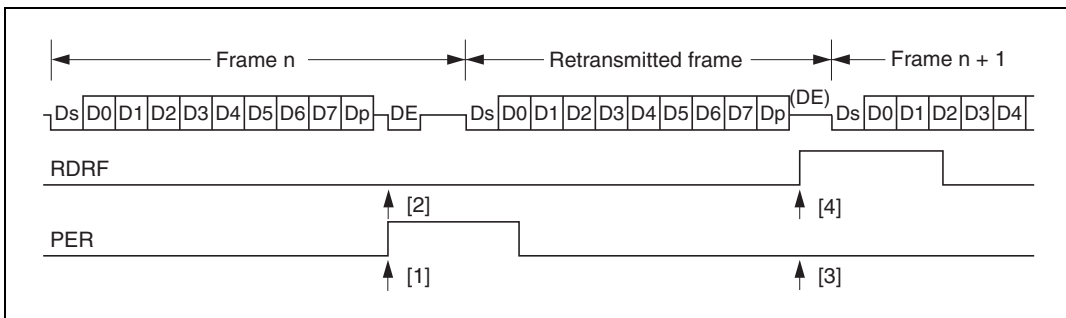 Frame n Retransmitted frame Frame n + 1
Ds D0 D1 D2 D3 D4 D5 D6 D7 Dp DE Ds D0 D1 D2 D3 D4 D5 D6 D7 Dp (DE) Ds D0 D1 D2 D3 D4
RDRF
[2] [4]
PER
[1] [3]